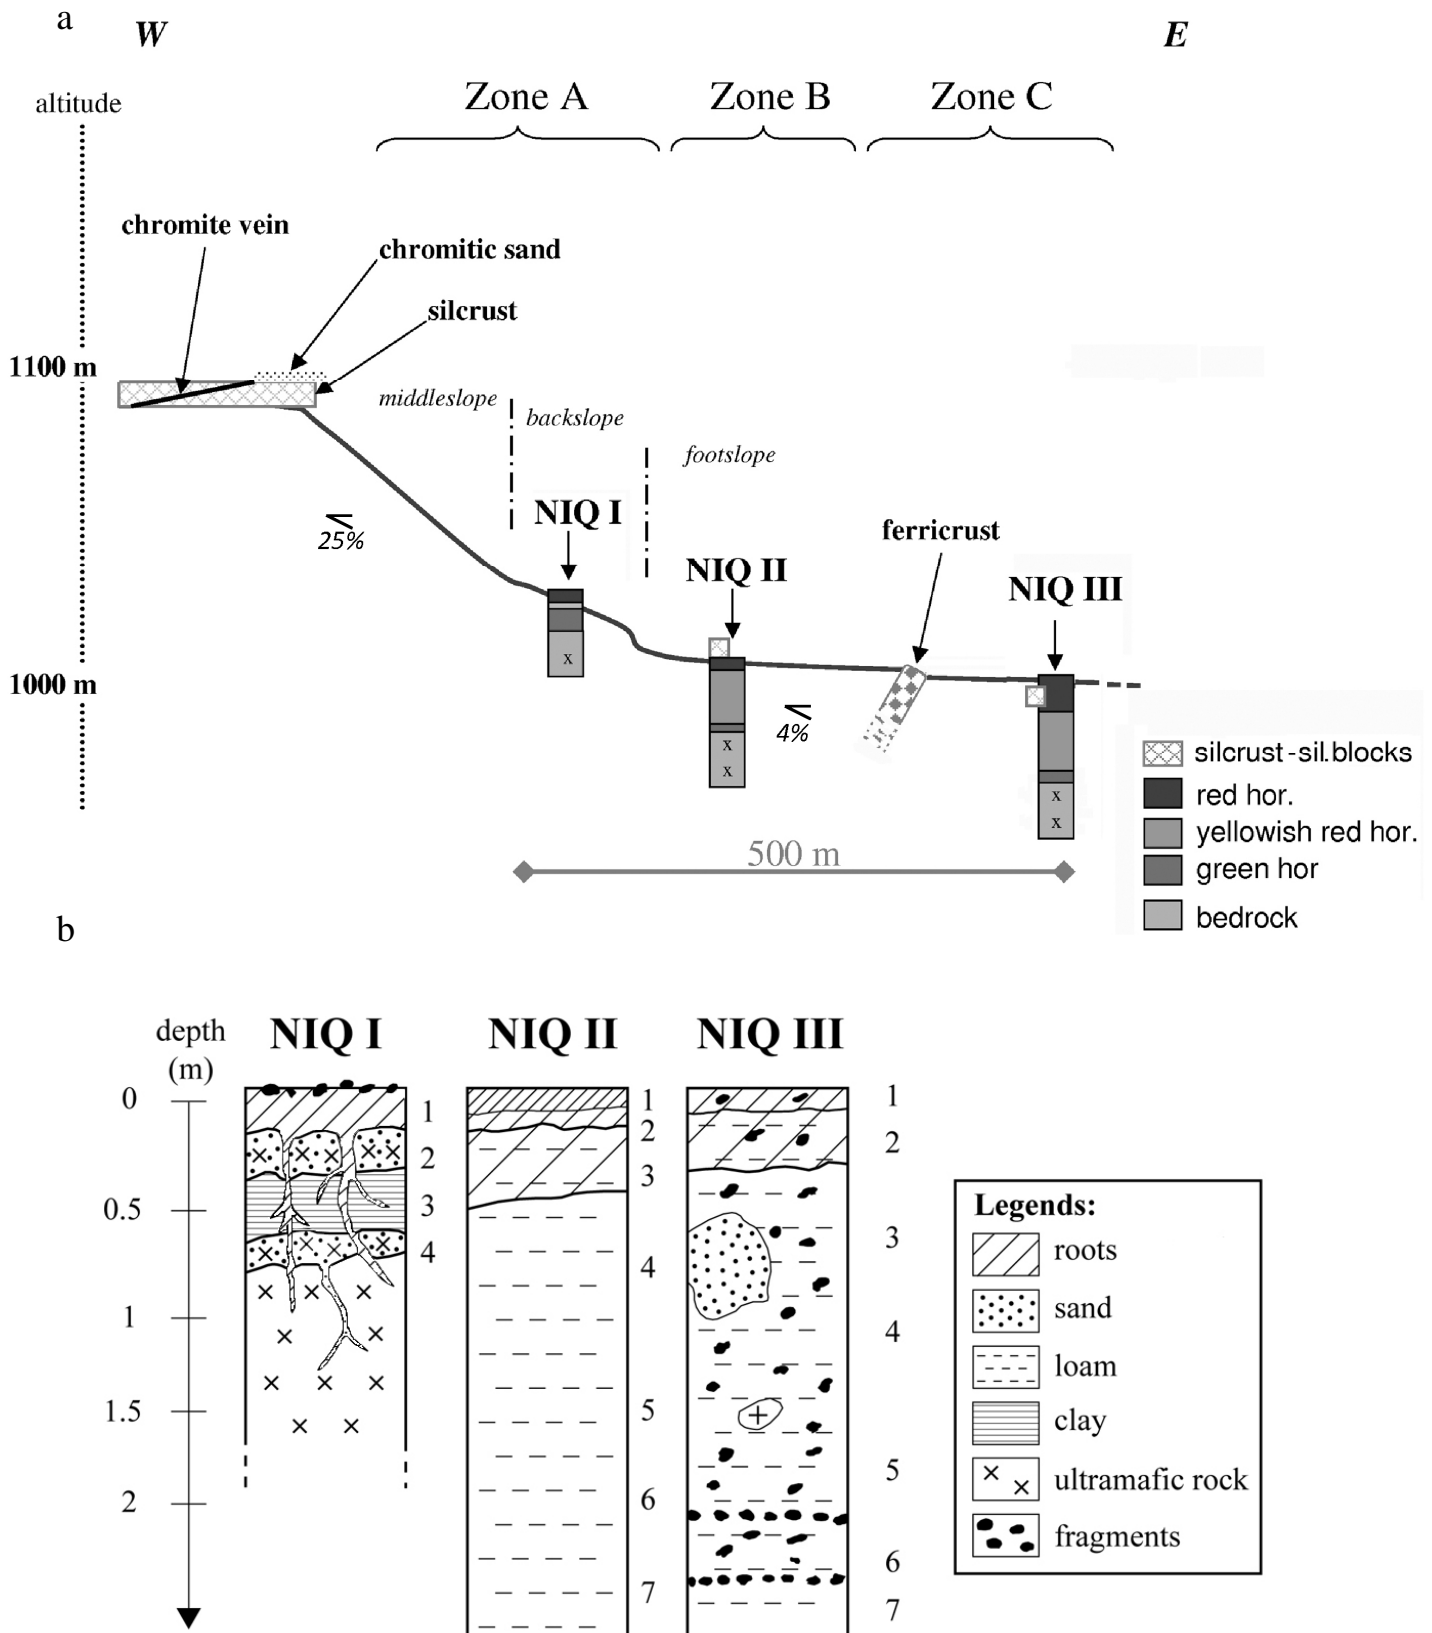 a
W
E
Zone A
Zone B
Zone C
altitude
chromite vein
chromitic sand
silcrust
1100 m
middleslope
backslope
footslope
NIQ I
25%
ferricrust
NIQ II
NIQ III
x
1000 m
4%
x
x
x
x
silcrust-sil.blocks
red hor.
yellowish red hor.
green hor
bedrock
500 m
b
depth
(m)
NIQ I
NIQ II
NIQ III
0
0.5
1
1.5
2
1
2
3
4
1
2
3
4
5
6
7
1
2
3
4
5
6
7
Legends:
roots
sand
loam
clay
ultramafic rock
fragments